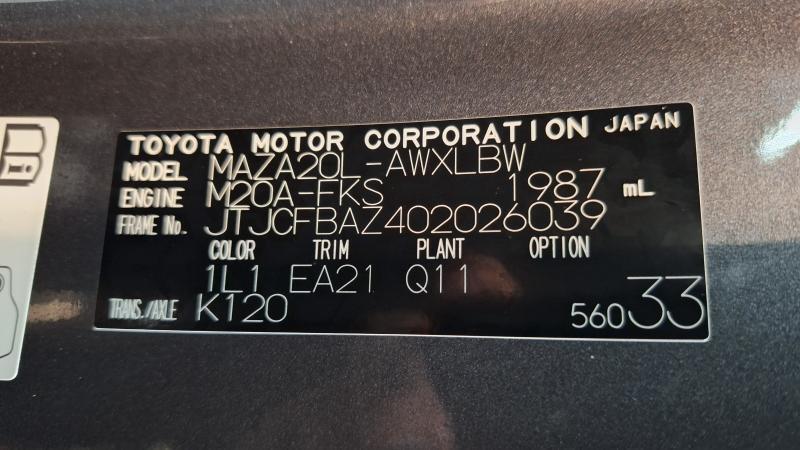 TOYOTA MOTOR CORPORATION JAPAN
MODEL MAZA20L-AWXLBW
ENGINE M20A-FKS 1987 mL
FRAME No. JTJCFBAZ402026039
COLOR TRIM PLANT OPTION
1L1 EA21 Q11
TRANS./AXLE K120 56033
B